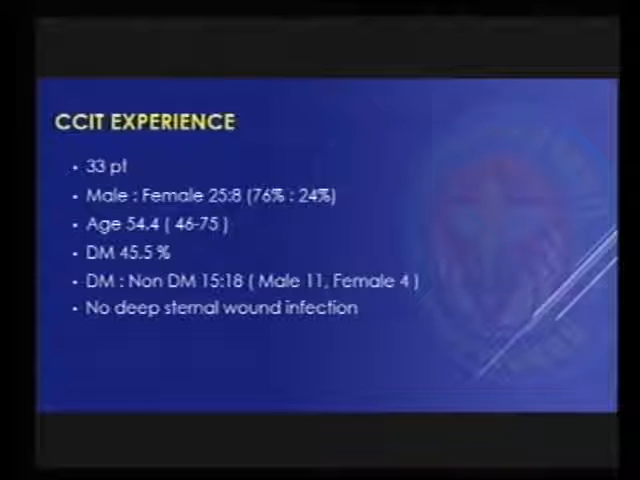 CCIT EXPERIENCE
• 33 pt
• Male : Female 25:8 (76% : 24%)
• Age 54.4 ( 46-75 )
• DM 45.5 %
• DM : Non DM 15:18 ( Male 11, Female 4 )
• No deep sternal wound infection